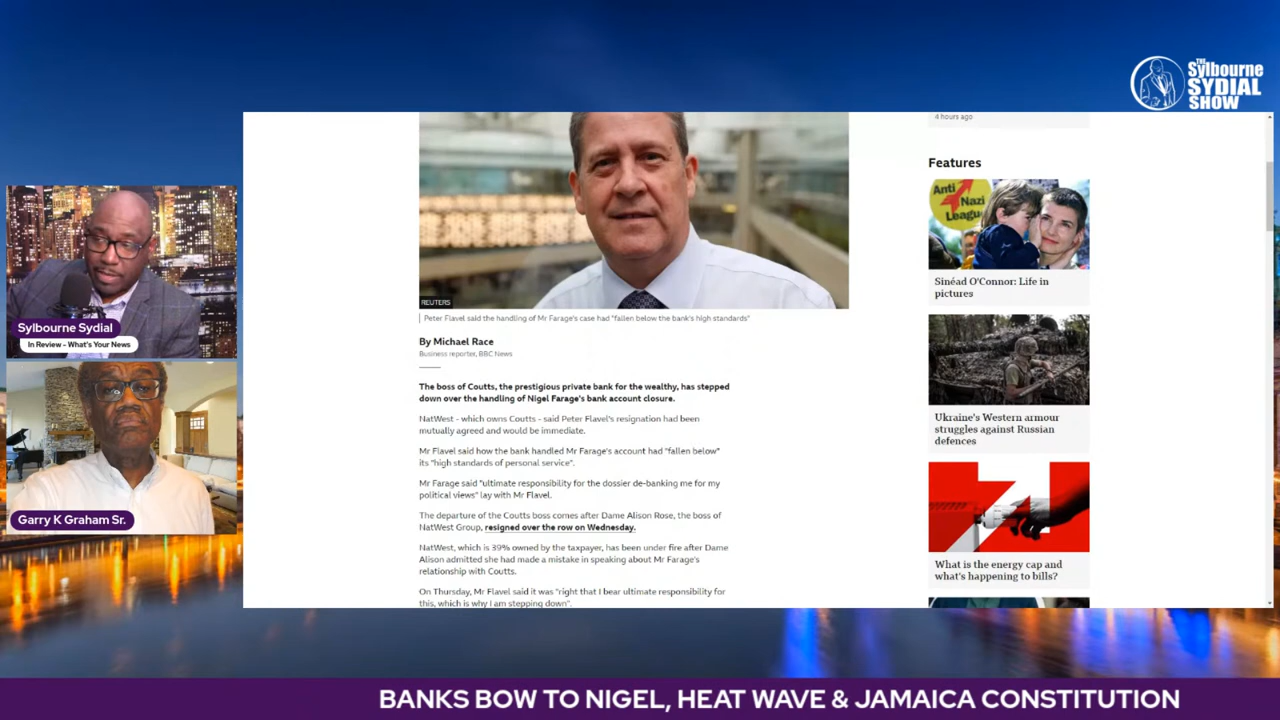 THE
Sylbourne
SYDIAL
SHOW
Sylbourne Sydial
In Review - What's Your News
Garry K Graham Sr.
REUTERS
Peter Flavel said the handling of Mr Farage's case had "fallen below the bank's high standards"
By Michael Race
Business reporter, BBC News
The boss of Coutts, the prestigious private bank for the wealthy, has stepped
down over the handling of Nigel Farage's bank account closure.
NatWest - which owns Coutts - said Peter Flavel's resignation had been
mutually agreed and would be immediate.
Mr Flavel said how the bank handled Mr Farage's account had "fallen below"
its "high standards of personal service".
Mr Farage said "ultimate responsibility for the dossier de-banking me for my
political views" lay with Mr Flavel.
The departure of the Coutts boss comes after Dame Alison Rose, the boss of
NatWest Group, resigned over the row on Wednesday.
NatWest, which is 39% owned by the taxpayer, has been under fire after Dame
Alison admitted she had made a mistake in speaking about Mr Farage's
relationship with Coutts.
On Thursday, Mr Flavel said it was "right that I bear ultimate responsibility for
this, which is why I am stepping down".
4 hours ago
Features
Anti
Nazi
League
Sinéad O'Connor: Life in
pictures
Ukraine's Western armour
struggles against Russian
defences
What is the energy cap and
what's happening to bills?
BANKS BOW TO NIGEL, HEAT WAVE & JAMAICA CONSTITUTION